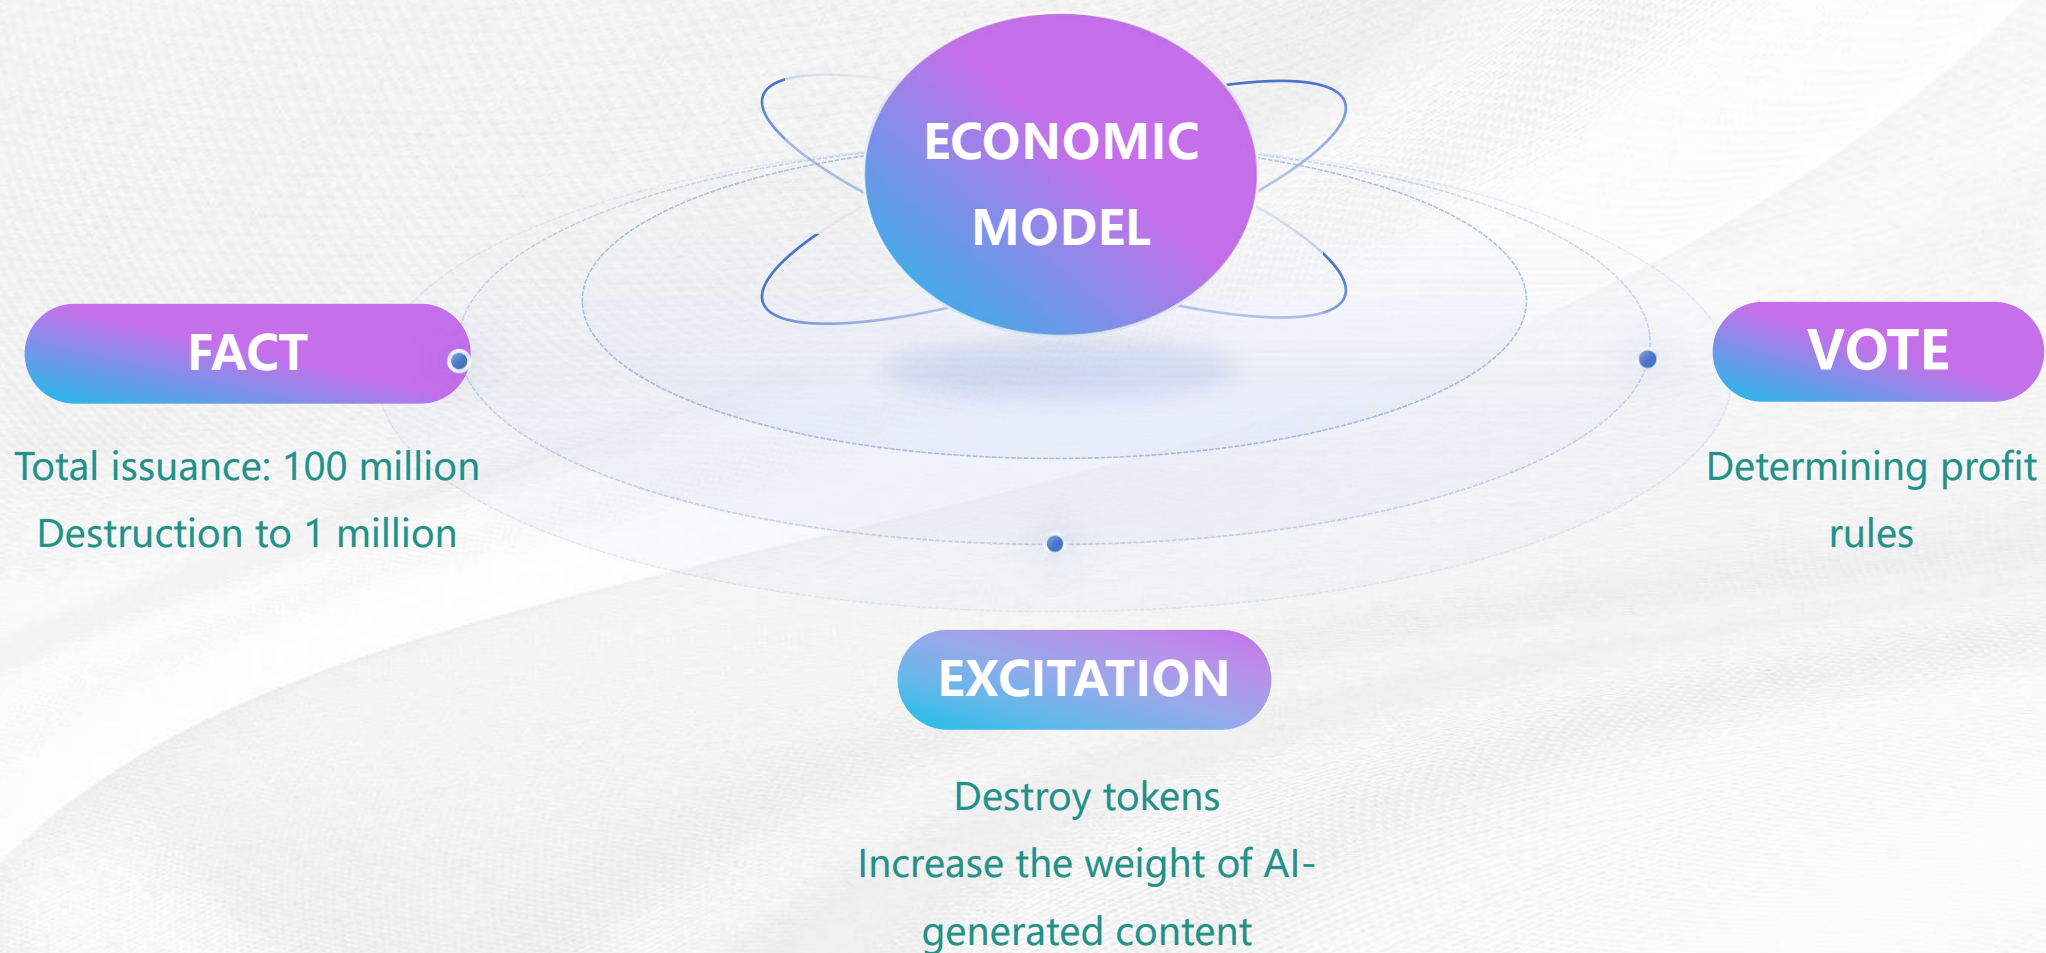 ECONOMIC
MODEL
FACT
Total issuance: 100 million
Destruction to 1 million
VOTE
Determining profit
rules
EXCITATION
Destroy tokens
Increase the weight of AI-
generated content